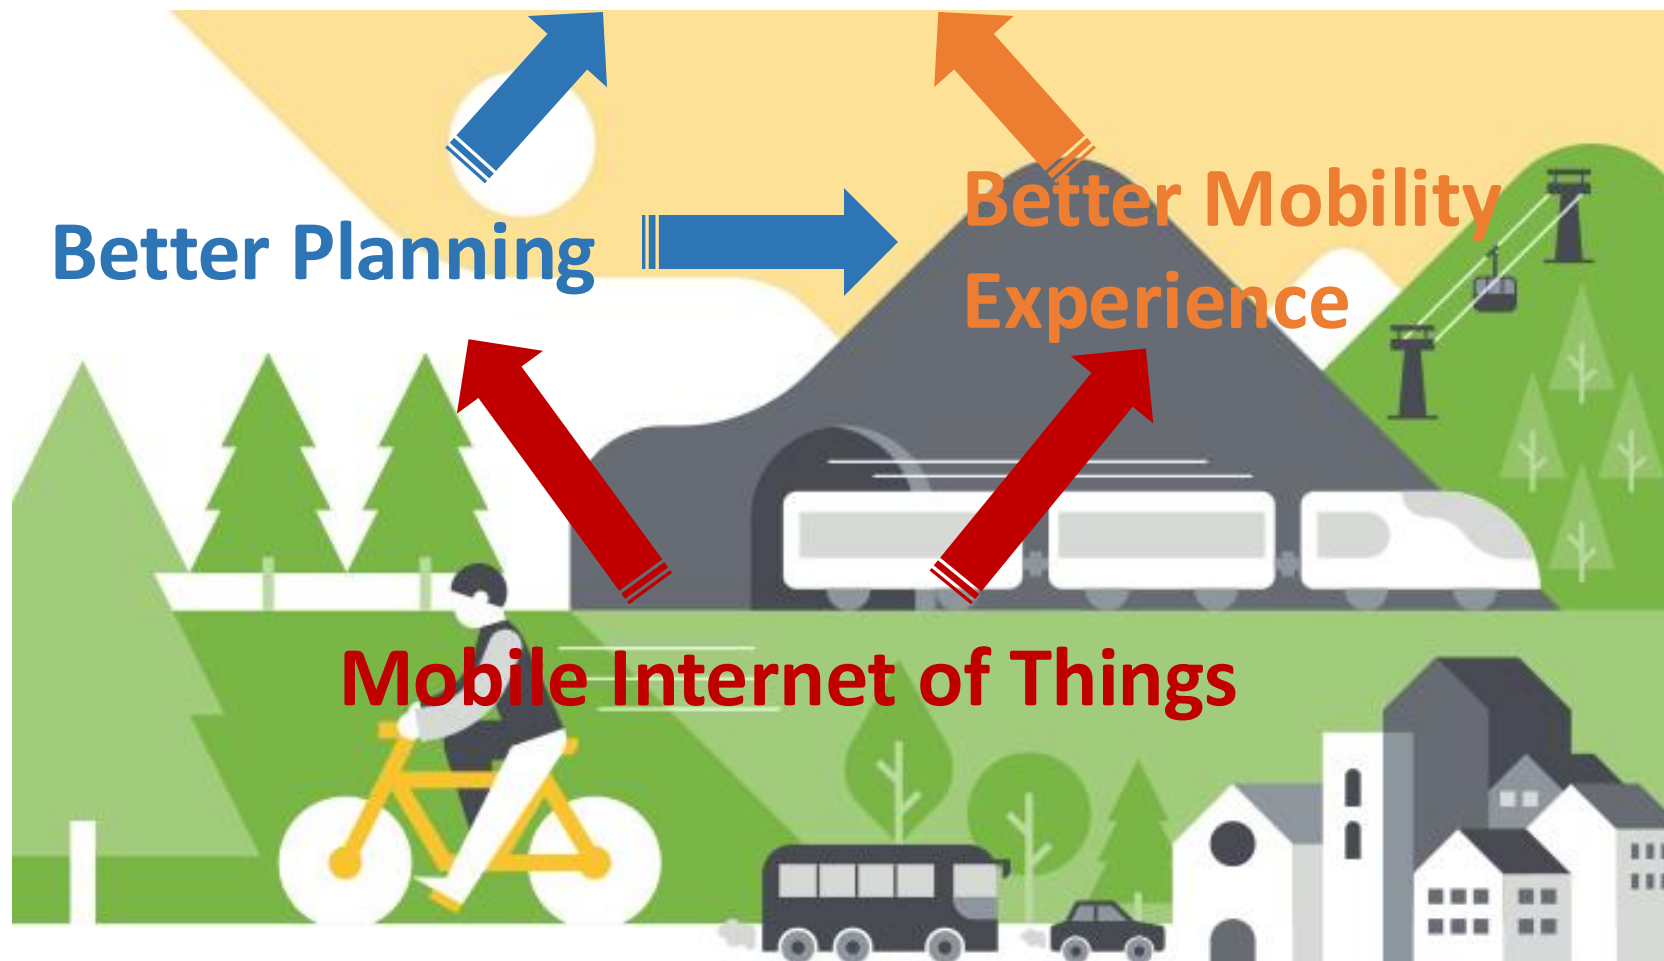 Better Planning
Better Mobility
Experience
Mobile Internet of Things